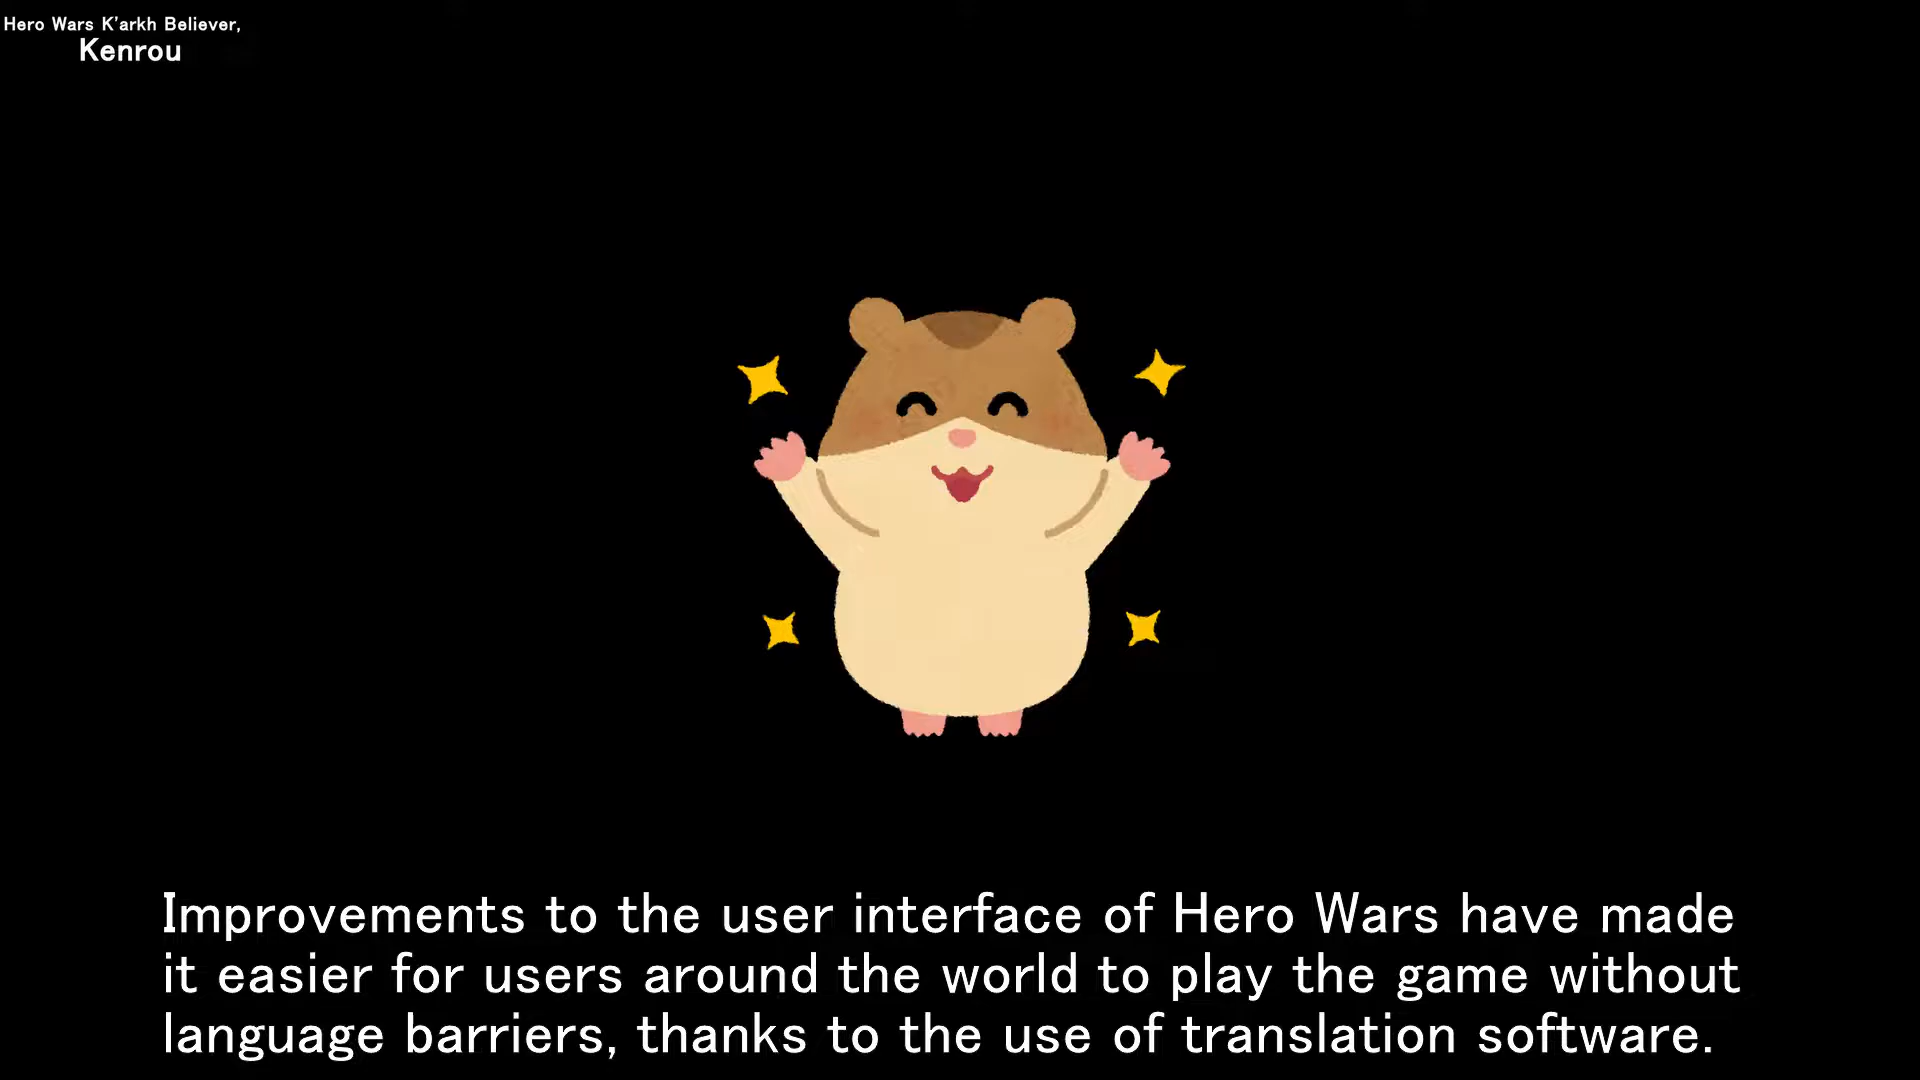 Hero Wars K'arkh Believer,
Kenrou
Improvements to the user interface of Hero Wars have made
it easier for users around the world to play the game without
language barriers, thanks to the use of translation software.